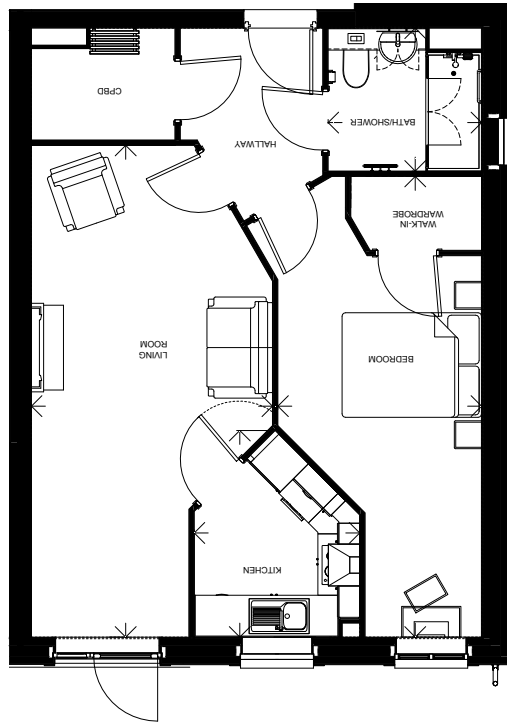 CPBD
HALLWAY
BATH/SHOWER
WALK-IN
WARDROBE
LIVING
ROOM
BEDROOM
KITCHEN